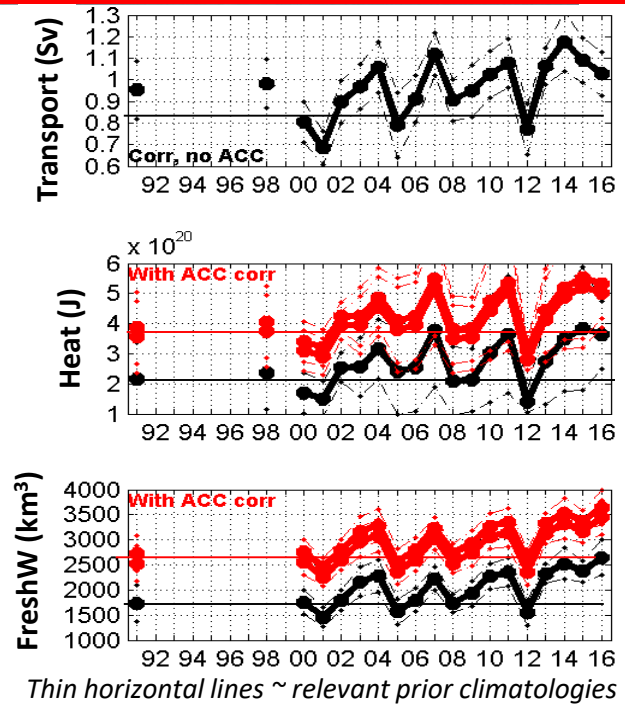 Transport (Sv)
1.3
1.2
1.1
1
0.9
0.8
0.7
0.6
Corr, no ACC
92 94 96 98 00 02 04 06 08 10 12 14 16
x 10^20
Heat (J)
6
5
4
3
2
1
With ACC corr
92 94 96 98 00 02 04 06 08 10 12 14 16
FreshW (km³)
4000
3500
3000
2500
2000
1500
1000
With ACC corr
92 94 96 98 00 02 04 06 08 10 12 14 16
Thin horizontal lines ~ relevant prior climatologies